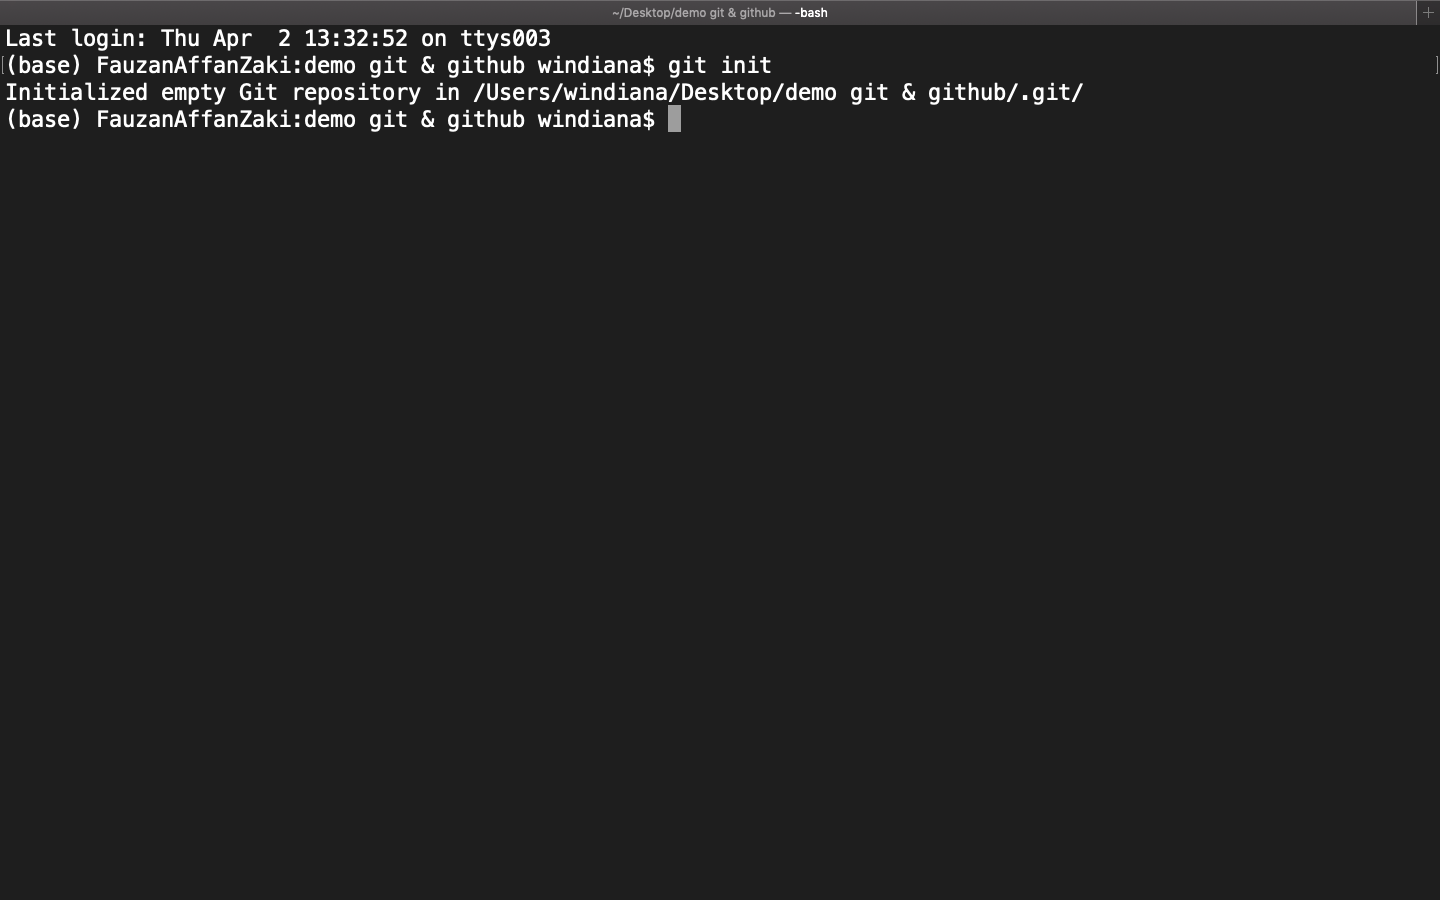 ~/Desktop/demo git & github — -bash
Last login: Thu Apr  2 13:32:52 on ttys003
(base) FauzanAffanZaki:demo git & github windiana$ git init
Initialized empty Git repository in /Users/windiana/Desktop/demo git & github/.git/
(base) FauzanAffanZaki:demo git & github windiana$